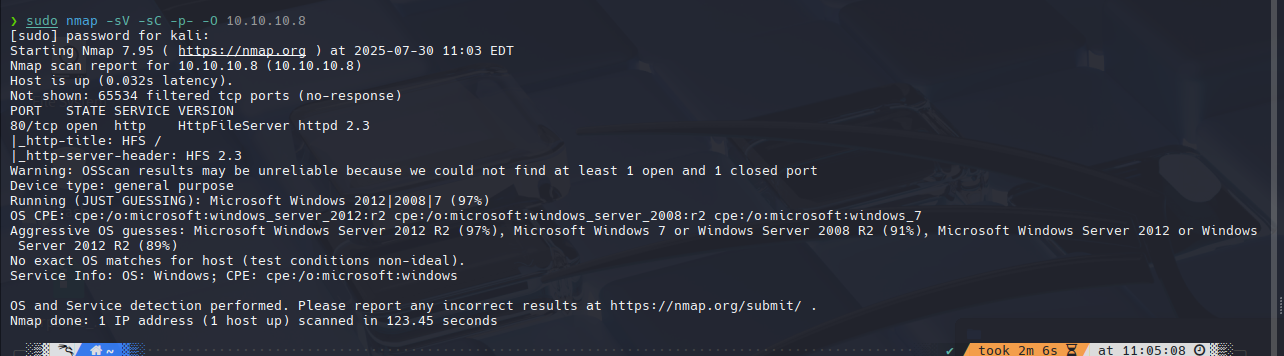 ❯ sudo nmap -sV -sC -p- -O 10.10.10.8
[sudo] password for kali:
Starting Nmap 7.95 ( https://nmap.org ) at 2025-07-30 11:03 EDT
Nmap scan report for 10.10.10.8 (10.10.10.8)
Host is up (0.032s latency).
Not shown: 65534 filtered tcp ports (no-response)
PORT   STATE SERVICE VERSION
80/tcp open  http    HttpFileServer httpd 2.3
|_http-title: HFS /
|_http-server-header: HFS 2.3
Warning: OSScan results may be unreliable because we could not find at least 1 open and 1 closed port
Device type: general purpose
Running (JUST GUESSING): Microsoft Windows 2012|2008|7 (97%)
OS CPE: cpe:/o:microsoft:windows_server_2012:r2 cpe:/o:microsoft:windows_server_2008:r2 cpe:/o:microsoft:windows_7
Aggressive OS guesses: Microsoft Windows Server 2012 R2 (97%), Microsoft Windows 7 or Windows Server 2008 R2 (91%), Microsoft Windows Server 2012 or Windows
 Server 2012 R2 (89%)
No exact OS matches for host (test conditions non-ideal).
Service Info: OS: Windows; CPE: cpe:/o:microsoft:windows
OS and Service detection performed. Please report any incorrect results at https://nmap.org/submit/ .
Nmap done: 1 IP address (1 host up) scanned in 123.45 seconds
~ ✔ took 2m 6s at 11:05:08